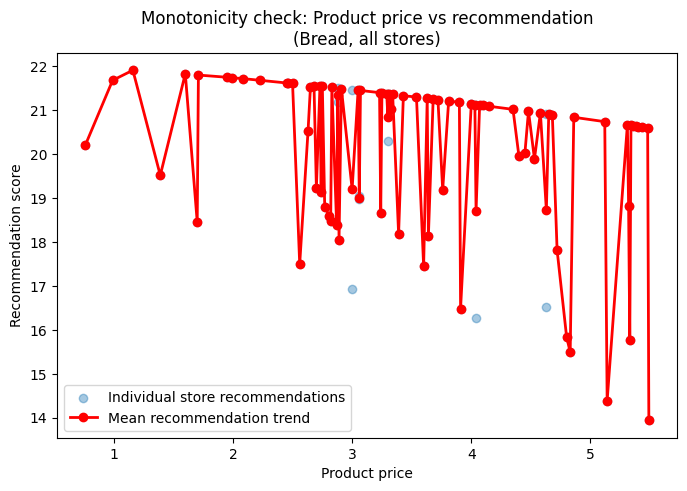 Monotonicity check: Product price vs recommendation
(Bread, all stores)
Recommendation score
22
21
20
19
18
17
16
15
14
Individual store recommendations
Mean recommendation trend
1
2
3
4
5
Product price